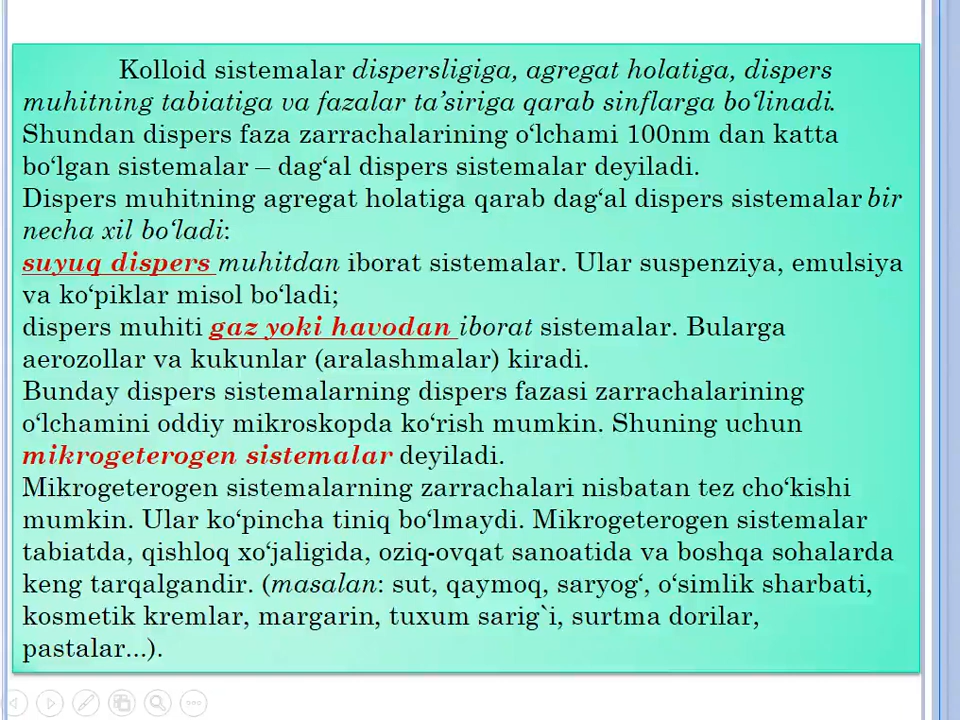 Kolloid sistemalar dispersligiga, agregat holatiga, dispers
muhitning tabiatiga va fazalar ta’siriga qarab sinflarga bo‘linadi.
Shundan dispers faza zarrachalarining o‘lchami 100nm dan katta
bo‘lgan sistemalar – dag‘al dispers sistemalar deyiladi.
Dispers muhitning agregat holatiga qarab dag‘al dispers sistemalar bir
necha xil bo‘ladi:
suyuq dispers muhitdan iborat sistemalar. Ular suspenziya, emulsiya
va ko‘piklar misol bo‘ladi;
dispers muhiti gaz yoki havodan iborat sistemalar. Bularga
aerozollar va kukunlar (aralashmalar) kiradi.
Bunday dispers sistemalarning dispers fazasi zarrachalarining
o‘lchamini oddiy mikroskopda ko‘rish mumkin. Shuning uchun
mikrogeterogen sistemalar deyiladi.
Mikrogeterogen sistemalarning zarrachalari nisbatan tez cho‘kishi
mumkin. Ular ko‘pincha tiniq bo‘lmaydi. Mikrogeterogen sistemalar
tabiatda, qishloq xo‘jaligida, oziq-ovqat sanoatida va boshqa sohalarda
keng tarqalgandir. (masalan: sut, qaymoq, saryog‘, o‘simlik sharbati,
kosmetik kremlar, margarin, tuxum sarig`i, surtma dorilar,
pastalar...).